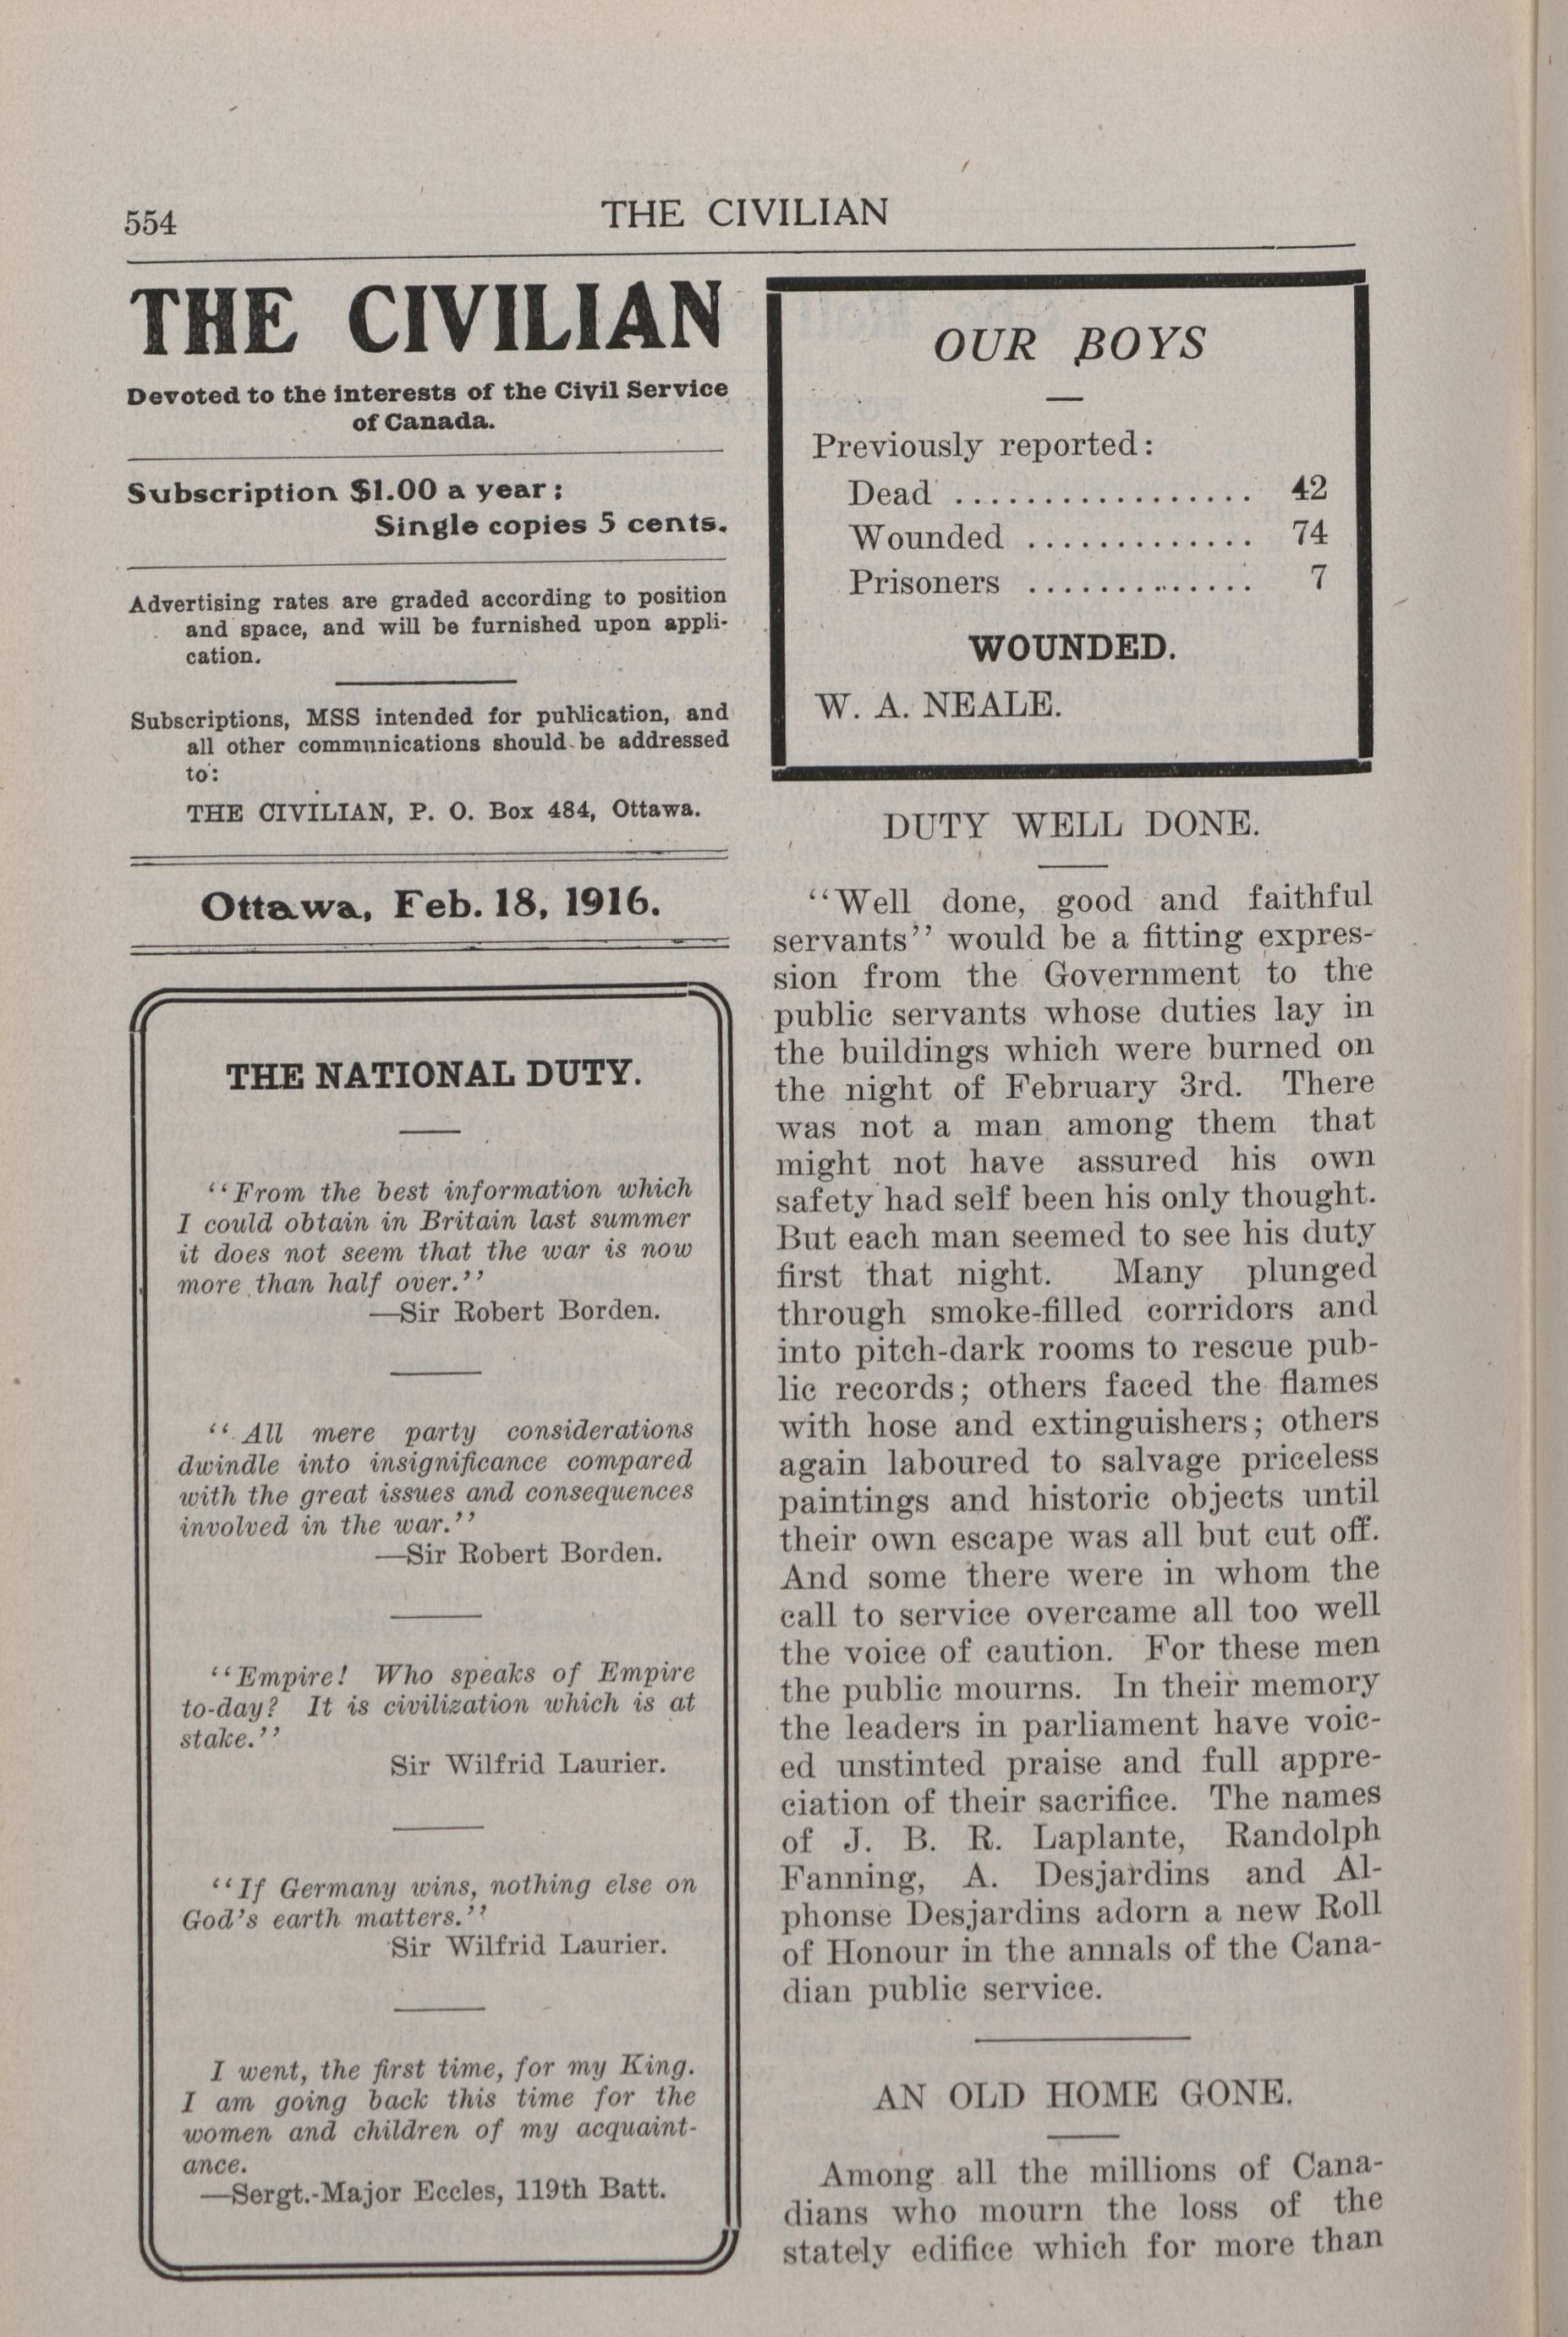 554
THE CIVILIAN
THE CIVILIAN
Devoted to the interests of the Civil Service
of Canada.
Subscription $1.00 a year;
Single copies 5 cents.
Advertising rates are graded according to position
and space, and will be furnished upon appli-
cation.
Subscriptions, MSS intended for publication, and
all other communications should be addressed
to:
THE CIVILIAN, P. O. Box 484, Ottawa.
Ottawa, Feb. 18, 1916.
THE NATIONAL DUTY.
"From the best information which
I could obtain in Britain last summer
it does not seem that the war is now
more than half over."
—Sir Robert Borden.
"All mere party considerations
dwindle into insignificance compared
with the great issues and consequences
involved in the war."
—Sir Robert Borden.
"Empire! Who speaks of Empire
to-day? It is civilization which is at
stake."
Sir Wilfrid Laurier.
"If Germany wins, nothing else on
God's earth matters."
Sir Wilfrid Laurier.
I went, the first time, for my King.
I am going back this time for the
women and children of my acquaint-
ance.
—Sergt.-Major Eccles, 119th Batt.
OUR BOYS
Previously reported:
Dead ................. 42
Wounded ............. 74
Prisoners ............. 7
WOUNDED.
W. A. NEALE.
DUTY WELL DONE.
"Well done, good and faithful
servants" would be a fitting expres-
sion from the Government to the
public servants whose duties lay in
the buildings which were burned on
the night of February 3rd. There
was not a man among them that
might not have assured his own
safety had self been his only thought.
But each man seemed to see his duty
first that night. Many plunged
through smoke-filled corridors and
into pitch-dark rooms to rescue pub-
lic records; others faced the flames
with hose and extinguishers; others
again laboured to salvage priceless
paintings and historic objects until
their own escape was all but cut off.
And some there were in whom the
call to service overcame all too well
the voice of caution. For these men
the public mourns. In their memory
the leaders in parliament have voic-
ed unstinted praise and full appre-
ciation of their sacrifice. The names
of J. B. R. Laplante, Randolph
Fanning, A. Desjardins and Al-
phonse Desjardins adorn a new Roll
of Honour in the annals of the Cana-
dian public service.
AN OLD HOME GONE.
Among all the millions of Cana-
dians who mourn the loss of the
stately edifice which for more than